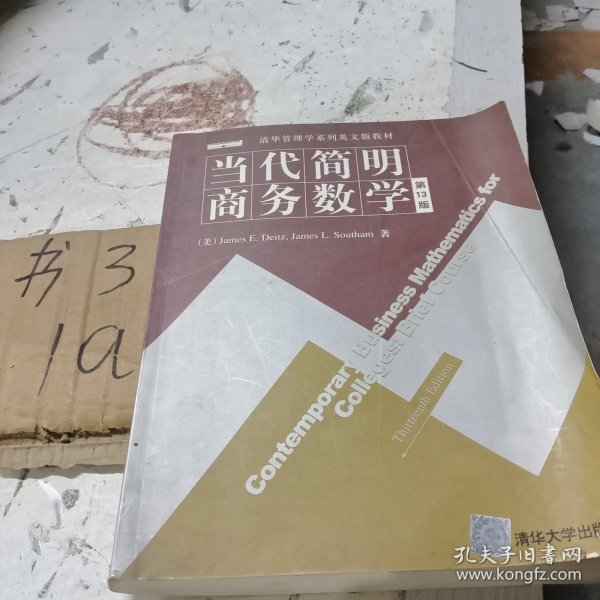 清华管理学系列英文版教材
当代简明
商务数学
第13版
(美) James E. Deitz, James L. Southam 著
Contemporary Business Mathematics for
Colleges: Brief Course
Thirteenth Edition
清华大学出版
书3
1a
孔夫子旧书网
www.kongfz.com